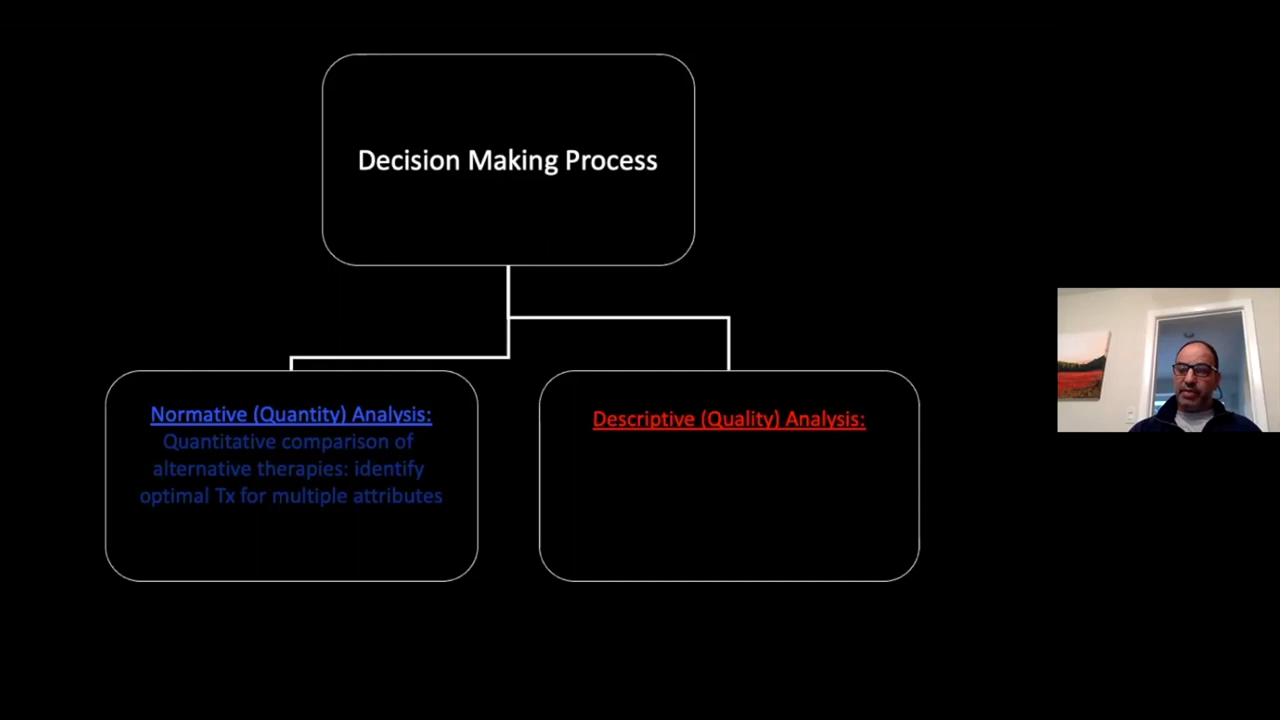 Decision Making Process
Normative (Quantity) Analysis:
Quantitative comparison of
alternative therapies: identify
optimal Tx for multiple attributes
Descriptive (Quality) Analysis: